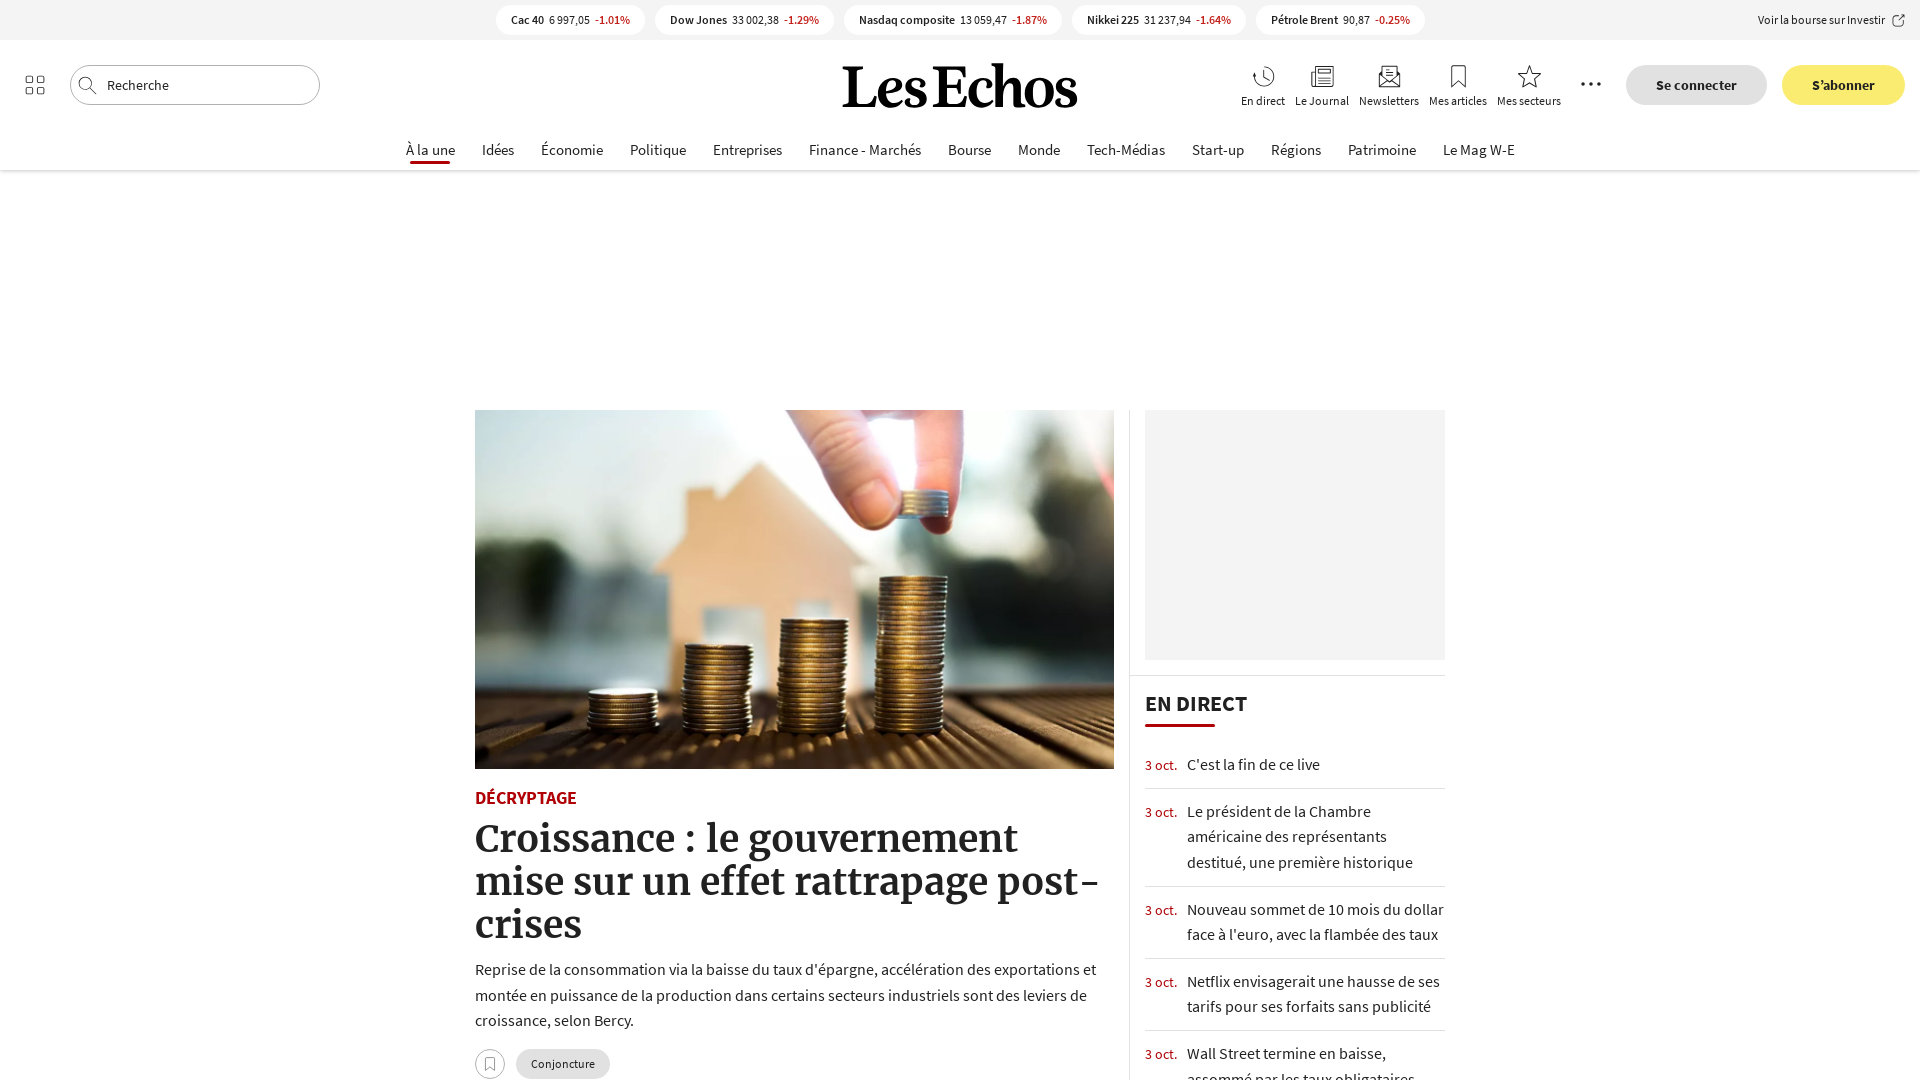 Cac 40 6 997,05 -1.01%
Dow Jones 33 002,38 -1.29%
Nasdaq composite 13 059,47 -1.87%
Nikkei 225 31 237,94 -1.64%
Pétrole Brent 90,87 -0.25%
Voir la bourse sur Investir
Recherche
Les Echos
En direct
Le Journal
Newsletters
Mes articles
Mes secteurs
Se connecter
S’abonner
À la une
Idées
Économie
Politique
Entreprises
Finance - Marchés
Bourse
Monde
Tech-Médias
Start-up
Régions
Patrimoine
Le Mag W-E
DÉCRYPTAGE
Croissance : le gouvernement
mise sur un effet rattrapage post-
crises
Reprise de la consommation via la baisse du taux d'épargne, accélération des exportations et
montée en puissance de la production dans certains secteurs industriels sont des leviers de
croissance, selon Bercy.
Conjoncture
EN DIRECT
3 oct. C'est la fin de ce live
3 oct. Le président de la Chambre
américaine des représentants
destitué, une première historique
3 oct. Nouveau sommet de 10 mois du dollar
face à l'euro, avec la flambée des taux
3 oct. Netflix envisagerait une hausse de ses
tarifs pour ses forfaits sans publicité
3 oct. Wall Street termine en baisse,
assommé par les taux obligataires